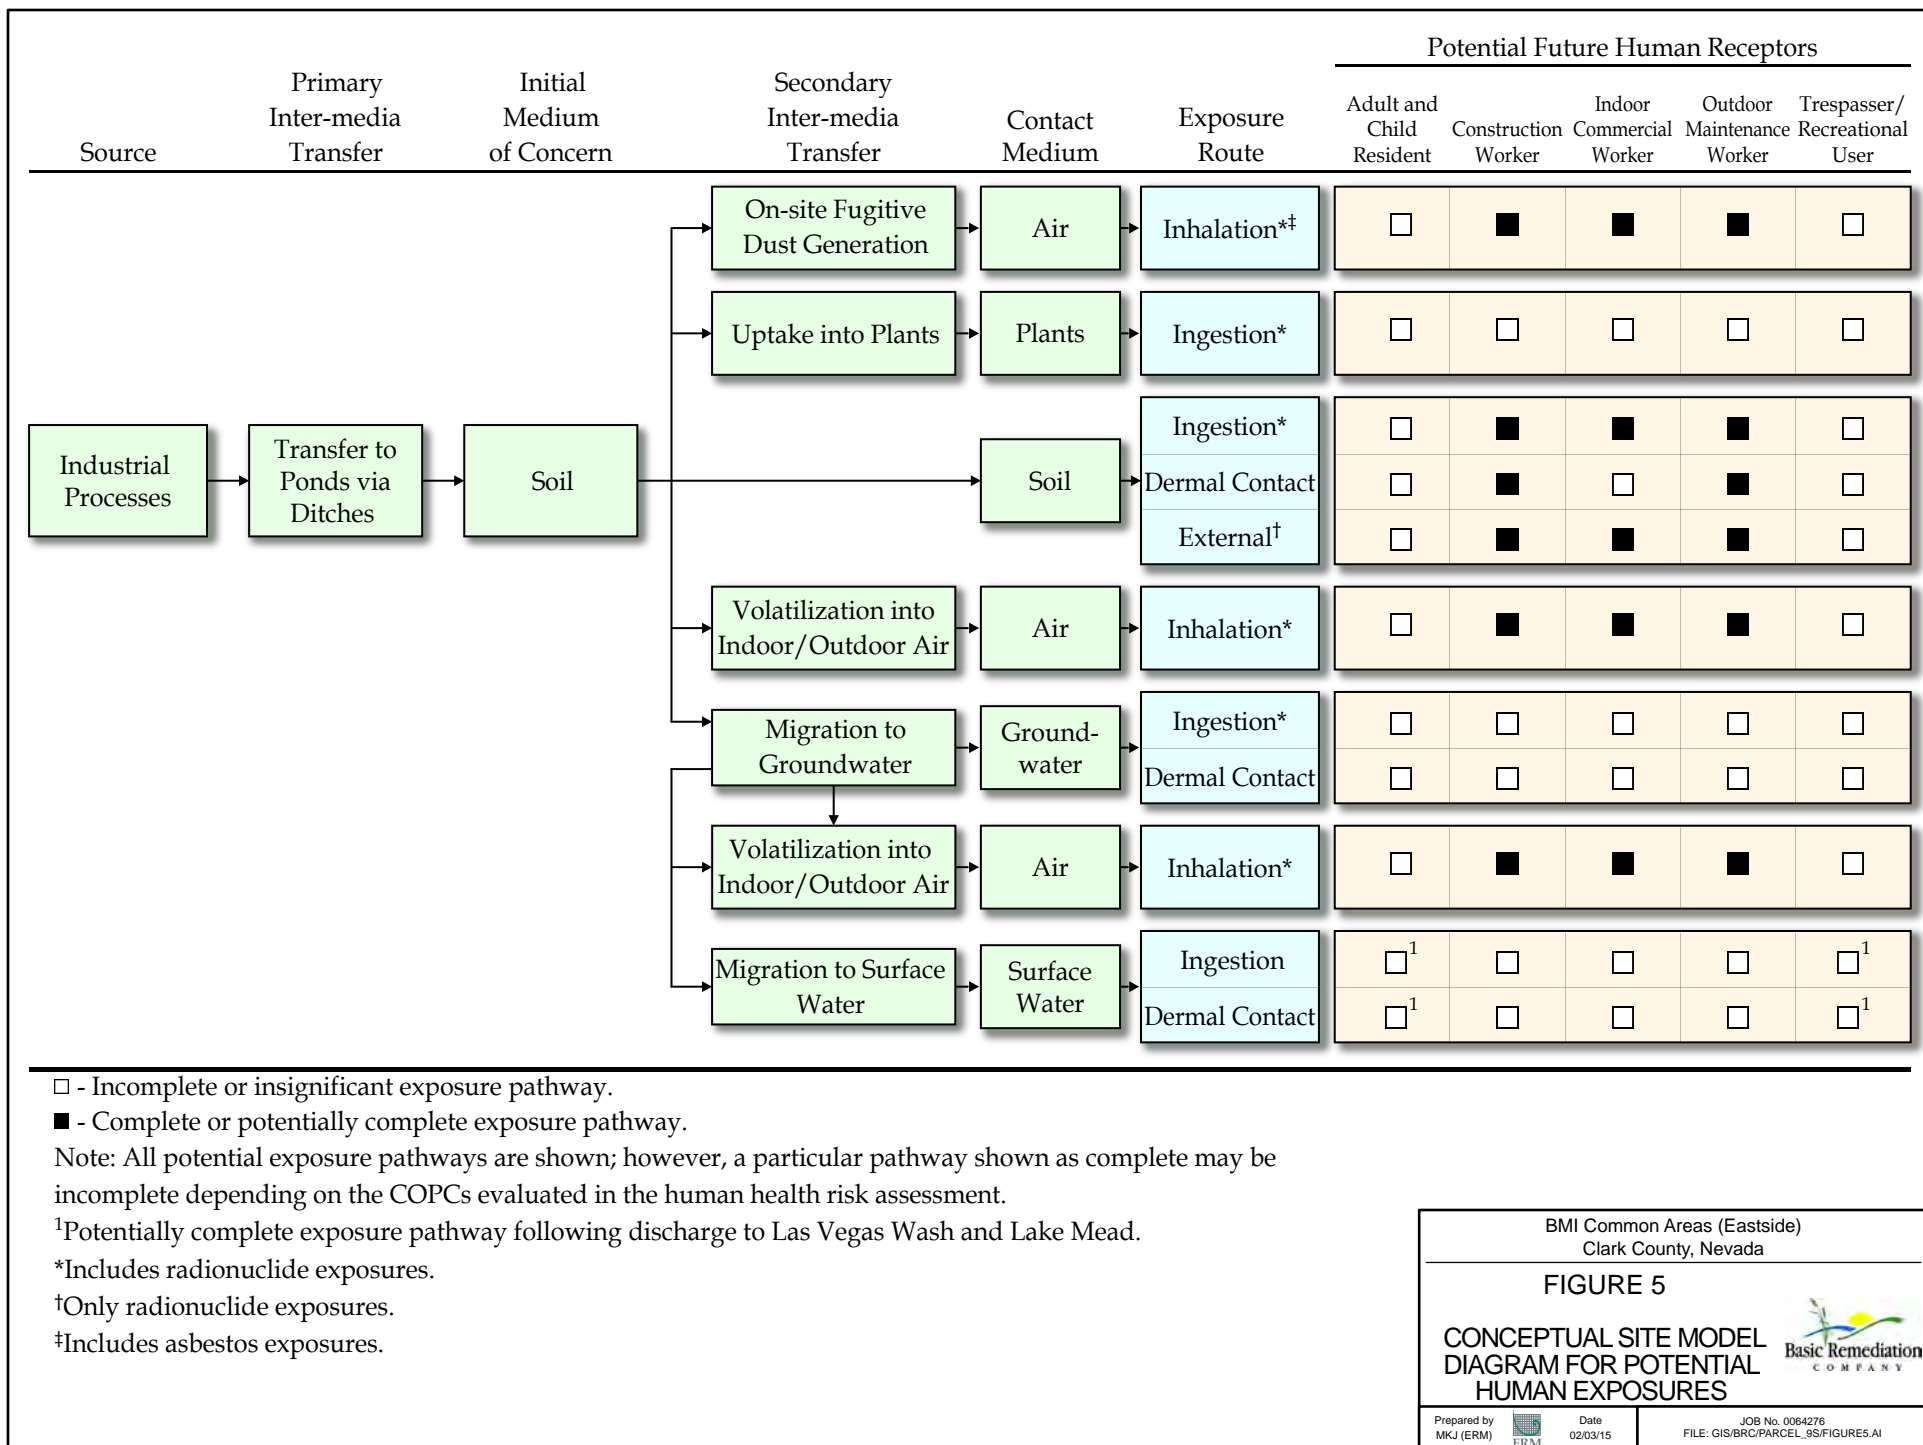 Potential Future Human Receptors
Source
Primary
Inter-media
Transfer
Initial
Medium
of Concern
Secondary
Inter-media
Transfer
Contact
Medium
Exposure
Route
Adult and
Child
Resident
Construction
Worker
Indoor
Commercial
Worker
Outdoor
Maintenance
Worker
Trespasser/
Recreational
User
On-site Fugitive
Dust Generation
Air
Inhalation*‡
Uptake into Plants
Plants
Ingestion*
Industrial
Processes
Transfer to
Ponds via
Ditches
Soil
Soil
Ingestion*
Dermal Contact
External†
Volatilization into
Indoor/Outdoor Air
Air
Inhalation*
Migration to
Groundwater
Ground-
water
Ingestion*
Dermal Contact
Volatilization into
Indoor/Outdoor Air
Air
Inhalation*
Migration to Surface
Water
Surface
Water
Ingestion
1
1
Dermal Contact
1
1
□ - Incomplete or insignificant exposure pathway.
■ - Complete or potentially complete exposure pathway.
Note: All potential exposure pathways are shown; however, a particular pathway shown as complete may be
incomplete depending on the COPCs evaluated in the human health risk assessment.
1Potentially complete exposure pathway following discharge to Las Vegas Wash and Lake Mead.
*Includes radionuclide exposures.
†Only radionuclide exposures.
‡Includes asbestos exposures.
BMI Common Areas (Eastside)
Clark County, Nevada
FIGURE 5
CONCEPTUAL SITE MODEL
DIAGRAM FOR POTENTIAL
HUMAN EXPOSURES
Basic Remediation
COMPANY
Prepared by
MKJ (ERM)
ERM
Date
02/03/15
JOB No. 0064276
FILE: GIS/BRC/PARCEL_9S/FIGURE5.AI